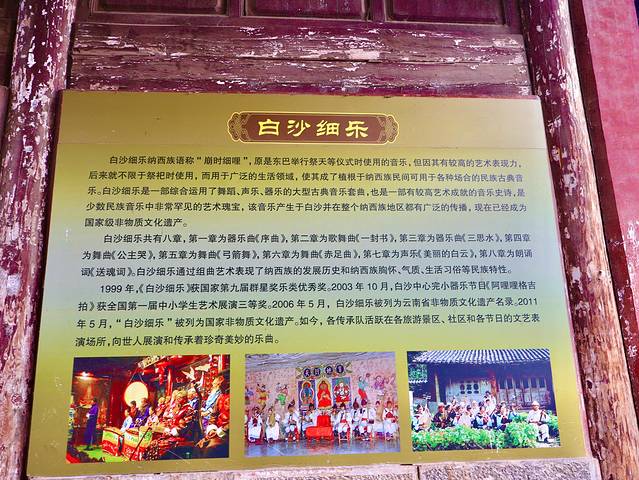 白沙细乐
白沙细乐纳西族语称“崩时细哩”，原是东巴举行祭天等仪式时使用的音乐，但因其有较高的艺术表现力，
后来就不限于祭祀时使用，而用于广泛的生活领域，使其成了植根于纳西族民间可用于各种场合的民族古典音
乐。白沙细乐是一部综合运用了舞蹈、声乐、器乐的大型古典音乐套曲，也是一部有较高艺术成就的音乐史诗，是
少数民族音乐中非常罕见的艺术瑰宝，该音乐产生于白沙并在整个纳西族地区都有广泛的传播，现在已经成为
国家级非物质文化遗产。
白沙细乐共有八章，第一章为器乐曲《序曲》，第二章为歌舞曲《一封书》，第三章为器乐曲《三思水》，第四章
为舞曲《公主哭》，第五章为舞曲《弓箭舞》，第六章为舞曲《赤足曲》，第七章为声乐《美丽的白云》，第八章为朗诵
词《送魂词》。白沙细乐通过组曲艺术表现了纳西族的发展历史和纳西族胸怀、气质、生活习俗等民族特性。
1999 年，《白沙细乐》获国家第九届群星奖乐类优秀奖。2003 年 10 月，白沙中心完小器乐节目《阿哩哩格吉
拍》获全国第一届中小学生艺术展演三等奖。2006 年 5 月，白沙细乐被列为云南省非物质文化遗产名录。2011
年 5 月，“白沙细乐”被列为国家非物质文化遗产。如今，各传承队活跃在各旅游景区、社区和各节日的文艺表
演场所，向世人展演和传承着珍奇美妙的乐曲。